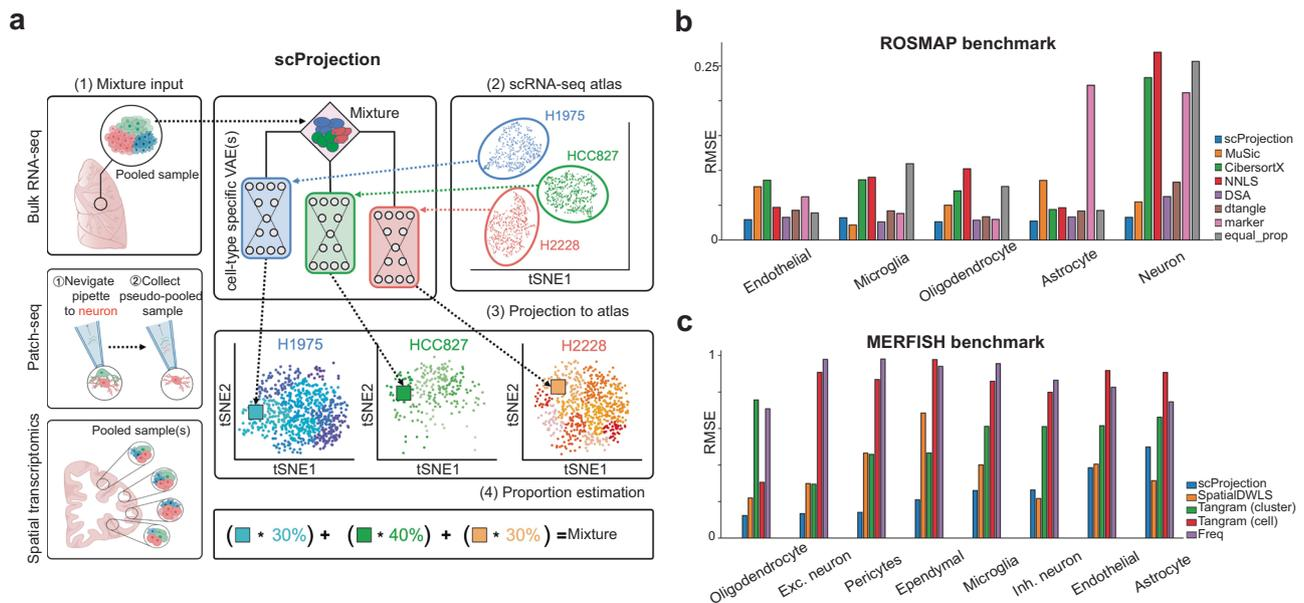 a
scProjection
(1) Mixture input
Bulk RNA-seq
Pooled sample
Patch-seq
①Nevigate
pipette
to neuron
②Collect
pseudo-pooled
sample
Spatial transcriptomics
Pooled sample(s)
cell-type specific VAE(s)
Mixture
(2) scRNA-seq atlas
H1975
HCC827
H2228
tSNE1
(3) Projection to atlas
H1975
HCC827
H2228
tSNE2
tSNE2
tSNE2
tSNE1
tSNE1
tSNE1
(4) Proportion estimation
( * 30%) + ( * 40%) + ( * 30%) =Mixture
b
ROSMAP benchmark
RMSE
0.25
0
Endothelial
Microglia
Oligodendrocyte
Astrocyte
Neuron
scProjection
MuSic
CibersortX
NNLS
DSA
dtangle
marker
equal_prop
c
MERFISH benchmark
RMSE
1
0
Oligodendrocyte
Exc. neuron
Pericytes
Ependymal
Microglia
Inh. neuron
Endothelial
Astrocyte
scProjection
SpatialDWLS
Tangram (cluster)
Tangram (cell)
Freq